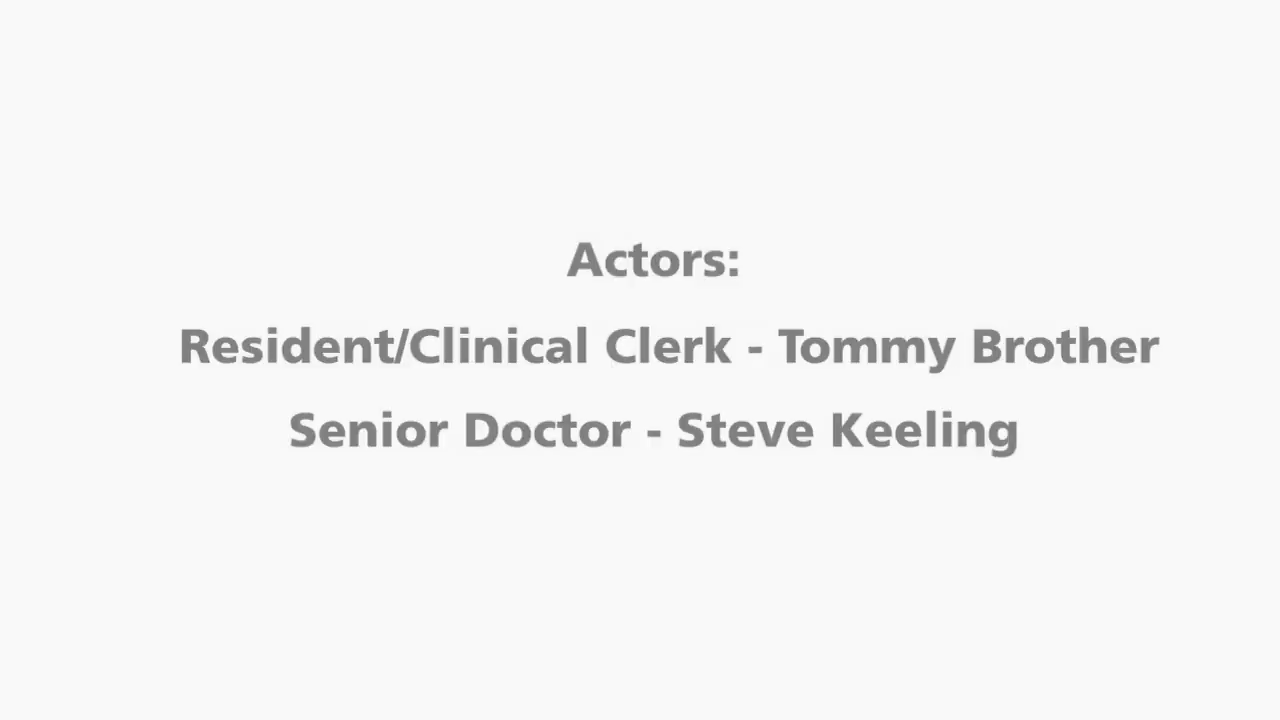 Actors:
Resident/Clinical Clerk - Tommy Brother
Senior Doctor - Steve Keeling